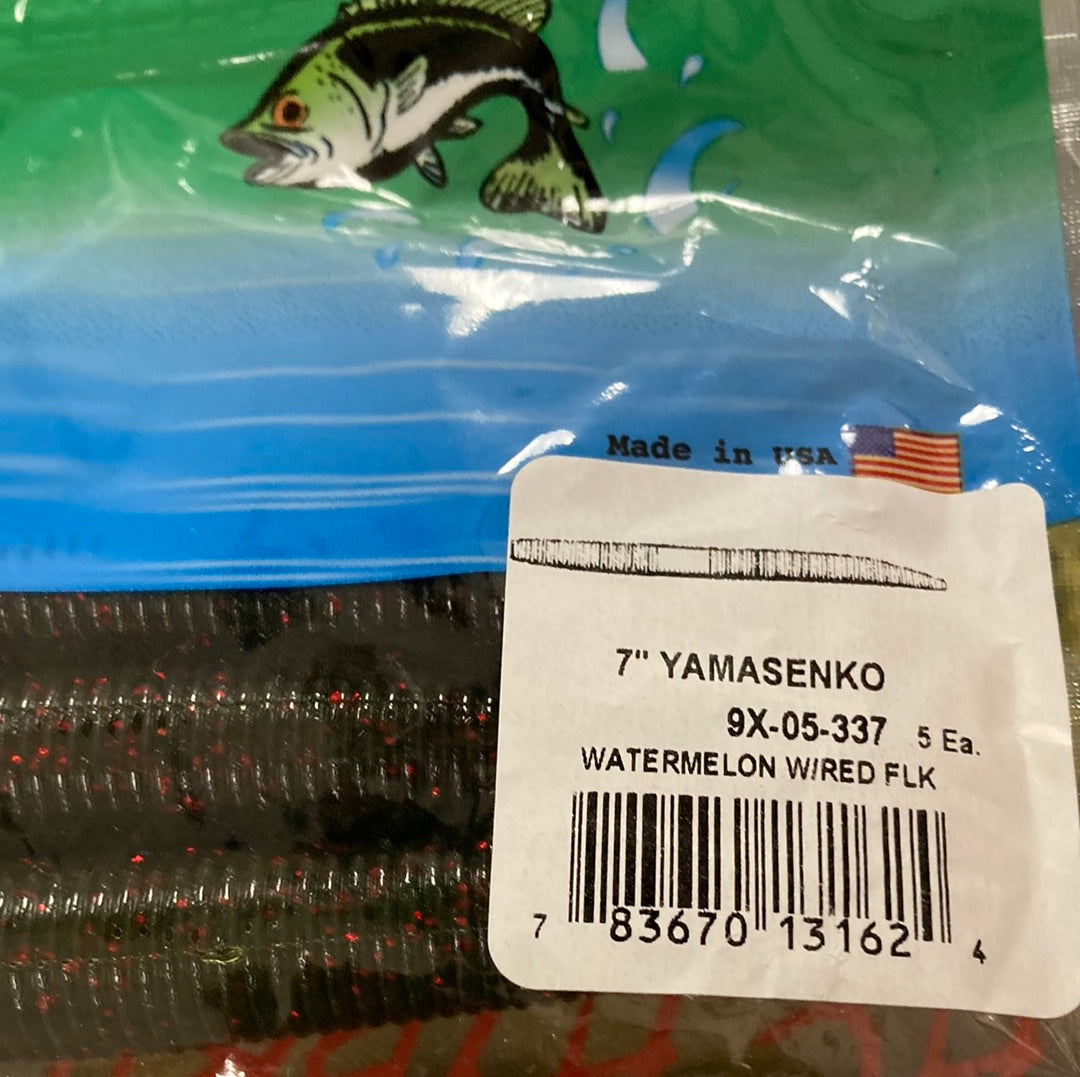 Made in USA
7" YAMASENKO
9X-05-337 5 Ea.
WATERMELON W/RED FLK
7 83670 13162 4